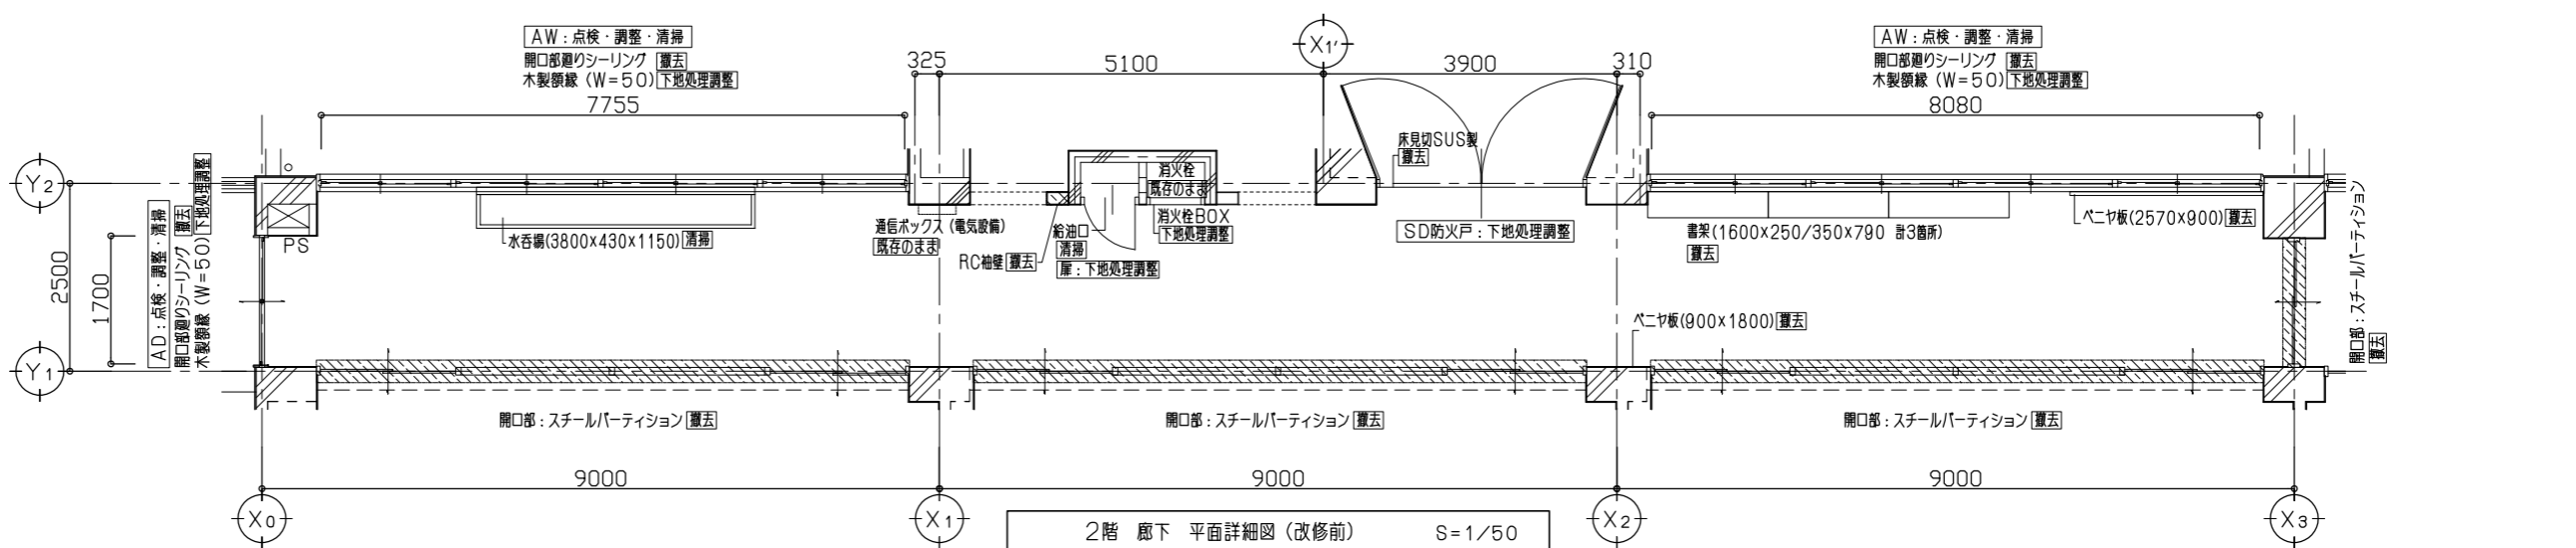 AW:点検・調整・清掃
開口部廻りシーリング 撤去
木製額縁(W=50)下地処理調整
7755
325
5100
X1'
3900
310
AW:点検・調整・清掃
開口部廻りシーリング 撤去
木製額縁(W=50)下地処理調整
8080
Y2
2500
1700
Y1
AD:点検・調整・清掃
開口部廻りシーリング 撤去
木製額縁(W=50)下地処理調整
PS
水呑場(3800x430x1150)清掃
通信ボックス(電気設備)
既存のまま
RC袖壁 撤去
給油口
清掃
扉:下地処理調整
消火栓
既存のまま
消火栓BOX
下地処理調整
床見切SUS製
撤去
SD防火戸:下地処理調整
書架(1600x250/350x790 計3箇所)
撤去
ベニヤ板(2570x900)撤去
ベニヤ板(900x1800)撤去
開口部:スチールパーティション
撤去
開口部:スチールパーティション 撤去
開口部:スチールパーティション 撤去
開口部:スチールパーティション 撤去
9000
9000
9000
X0
X1
X2
X3
2階 廊下 平面詳細図(改修前) S=1/50